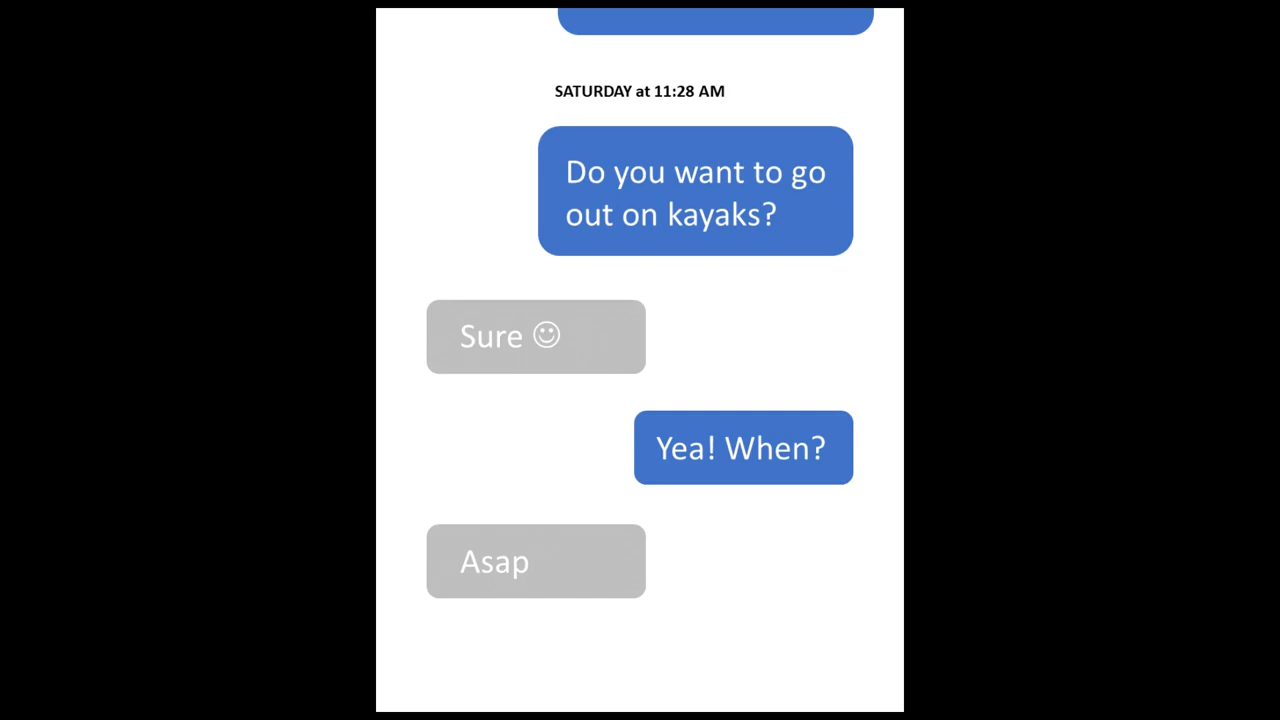 SATURDAY at 11:28 AM
Do you want to go
out on kayaks?
Sure ☺
Yea! When?
Asap